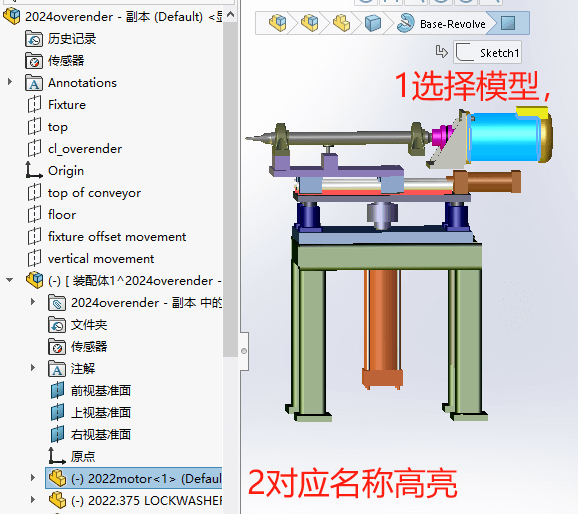 2024overender - 副本 (Default) <显
历史记录
传感器
Annotations
Fixture
top
cl_overender
Origin
top of conveyor
floor
fixture offset movement
vertical movement
(-) [ 装配体1^2024overender -
2024overender - 副本 中的
文件夹
传感器
注解
前视基准面
上视基准面
右视基准面
原点
(-) 2022motor<1> (Defaul
(-) 2022.375 LOCKWASHER
Base-Revolve
Sketch1
1选择模型，
2对应名称高亮